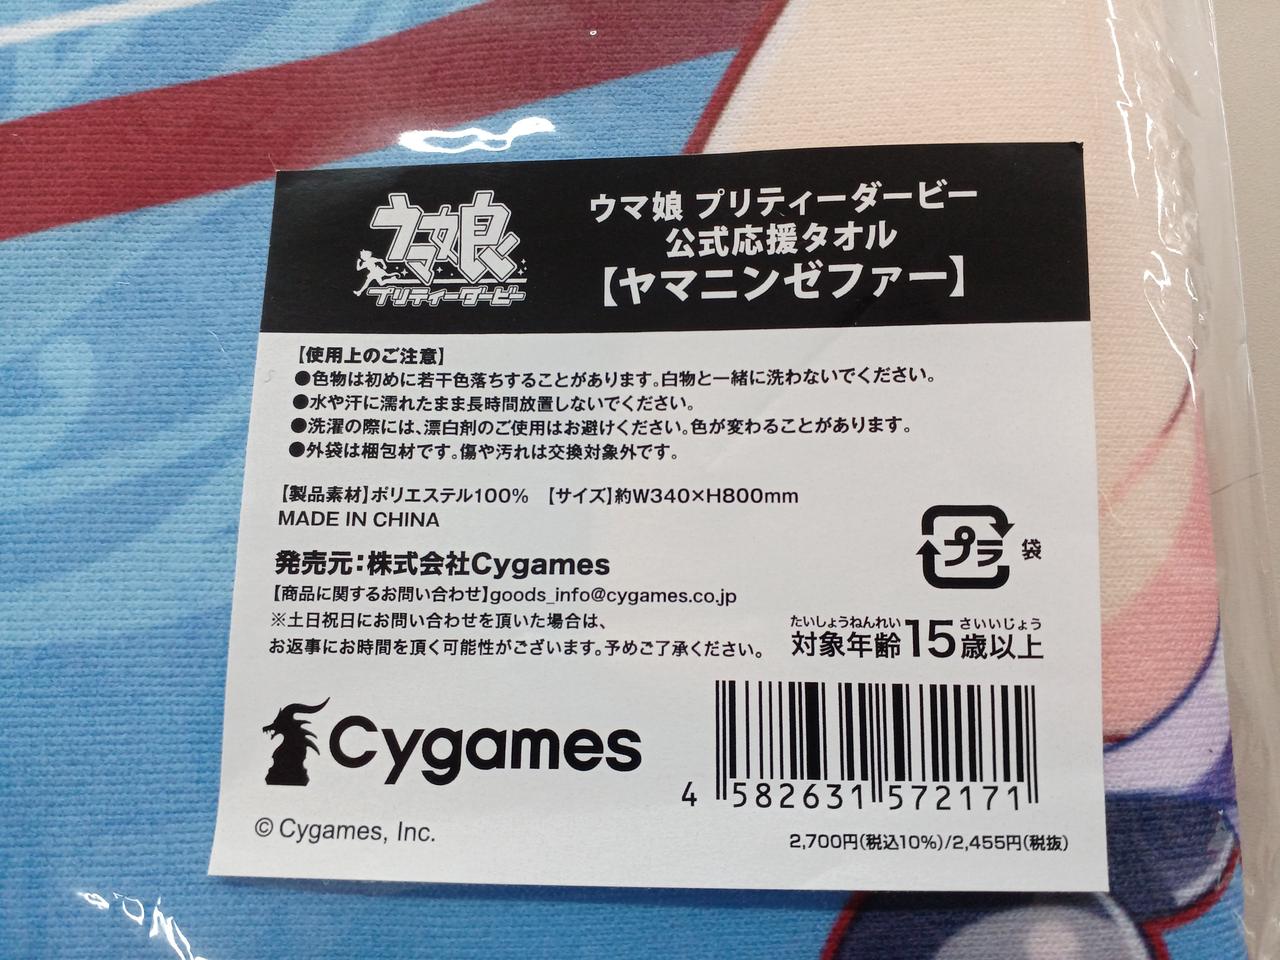 ウマ娘
プリティーダービー
ウマ娘 プリティーダービー
公式応援タオル
【ヤマニンゼファー】
【使用上のご注意】
●色物は初めに若干色落ちすることがあります。白物と一緒に洗わないでください。
●水や汗に濡れたまま長時間放置しないでください。
●洗濯の際には、漂白剤のご使用はお避けください。色が変わることがあります。
●外袋は梱包材です。傷や汚れは交換対象外です。
【製品素材】ポリエステル100% 【サイズ】約W340×H800mm
MADE IN CHINA
発売元：株式会社Cygames
【商品に関するお問い合わせ】goods_info@cygames.co.jp
※土日祝日にお問い合わせを頂いた場合は、
お返事にお時間を頂く可能性がございます。予めご了承ください。
プラ 袋
たいしょうねんれい さいいじょう
対象年齢15歳以上
Cygames
4 582631 572171
© Cygames, Inc.
2,700円(税込10%)/2,455円(税抜)